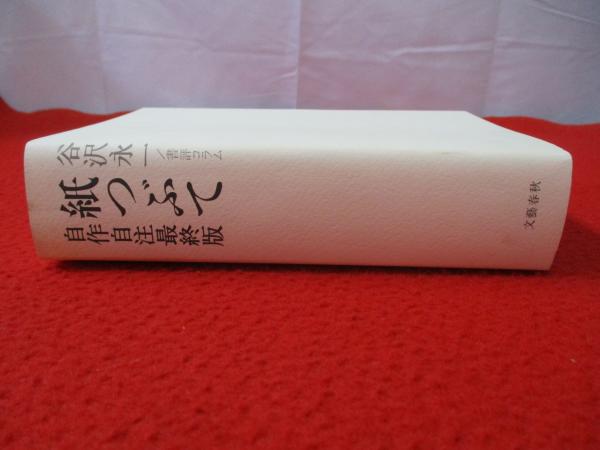 谷沢永一／書評コラム
紙つぶて
自作自注最終版
文藝春秋